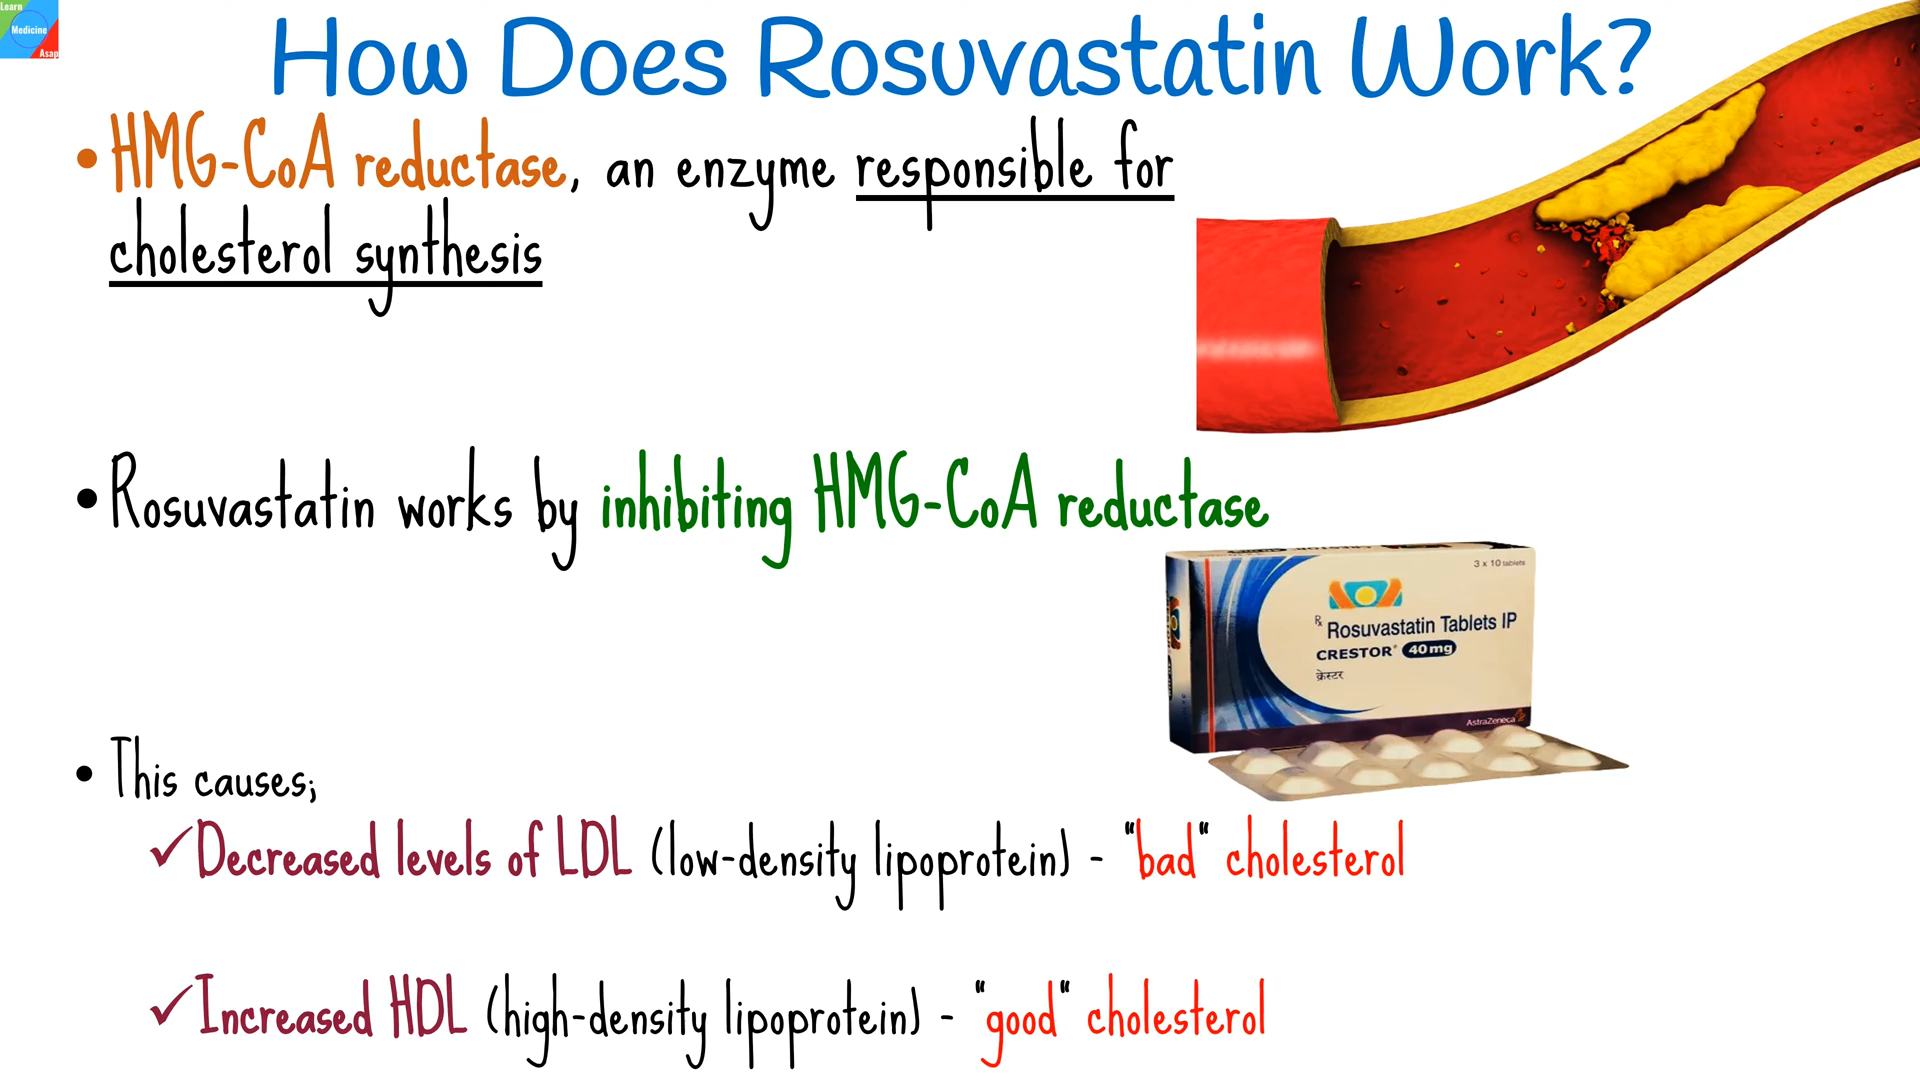 Learn
Medicine
Asap
How Does Rosuvastatin Work?
• HMG-CoA reductase, an enzyme responsible for
cholesterol synthesis
• Rosuvastatin works by inhibiting HMG-CoA reductase
3 x 10 tablets
Rx Rosuvastatin Tablets IP
CRESTOR® 40mg
क्रेस्टर
AstraZeneca
• This causes;
✓Decreased levels of LDL (low-density lipoprotein) - "bad" cholesterol
✓Increased HDL (high-density lipoprotein) - "good" cholesterol